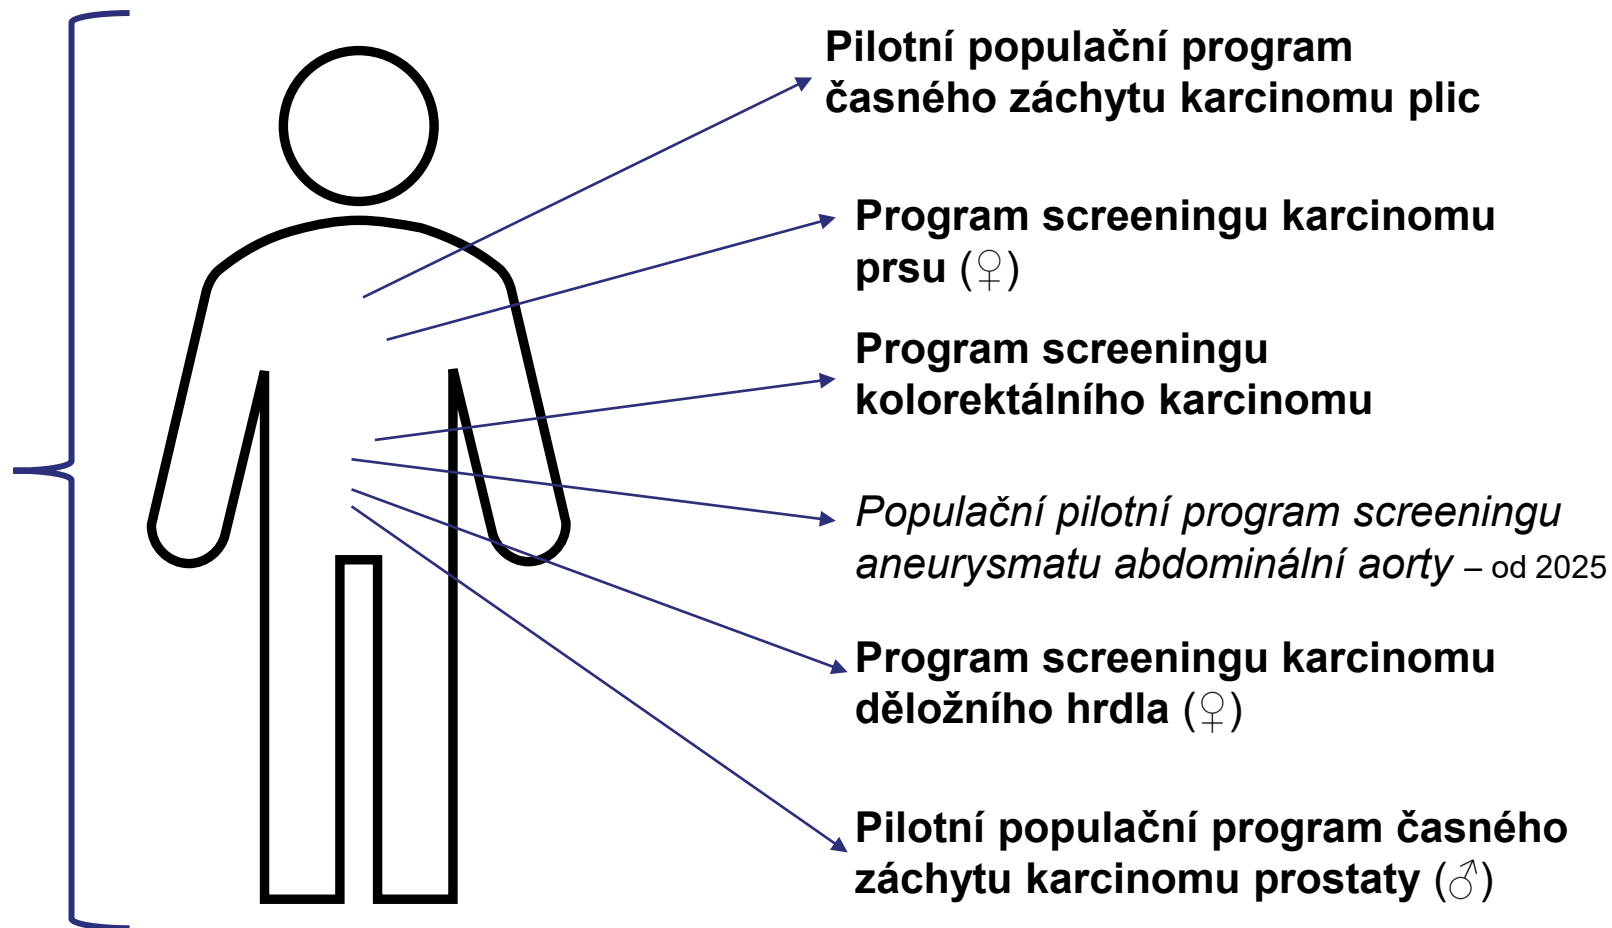 Pilotní populační program
časného záchytu karcinomu plic
Program screeningu karcinomu
prsu (♀)
Program screeningu
kolorektálního karcinomu
Populační pilotní program screeningu
aneurysmatu abdominální aorty – od 2025
Program screeningu karcinomu
děložního hrdla (♀)
Pilotní populační program časného
záchytu karcinomu prostaty (♂)